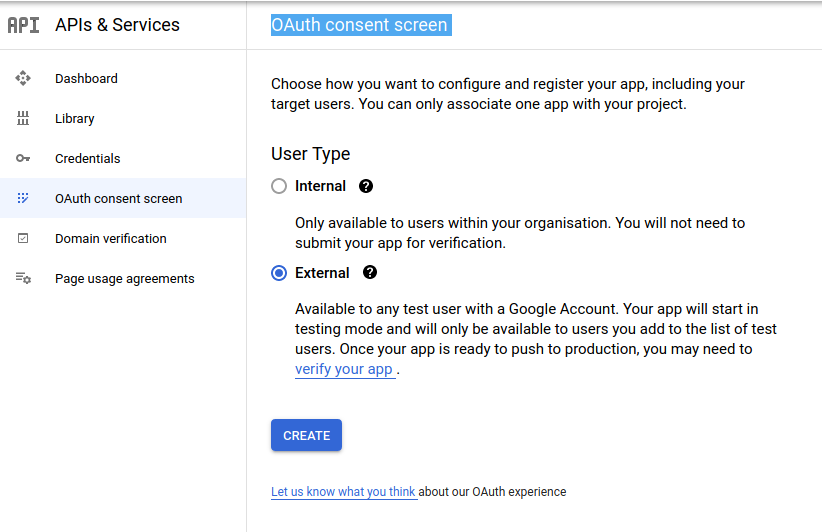 API APIs & Services
Dashboard
Library
Credentials
OAuth consent screen
Domain verification
Page usage agreements
OAuth consent screen
Choose how you want to configure and register your app, including your
target users. You can only associate one app with your project.
User Type
Internal ?
Only available to users within your organisation. You will not need to
submit your app for verification.
External ?
Available to any test user with a Google Account. Your app will start in
testing mode and will only be available to users you add to the list of test
users. Once your app is ready to push to production, you may need to
verify your app .
CREATE
Let us know what you think about our OAuth experience